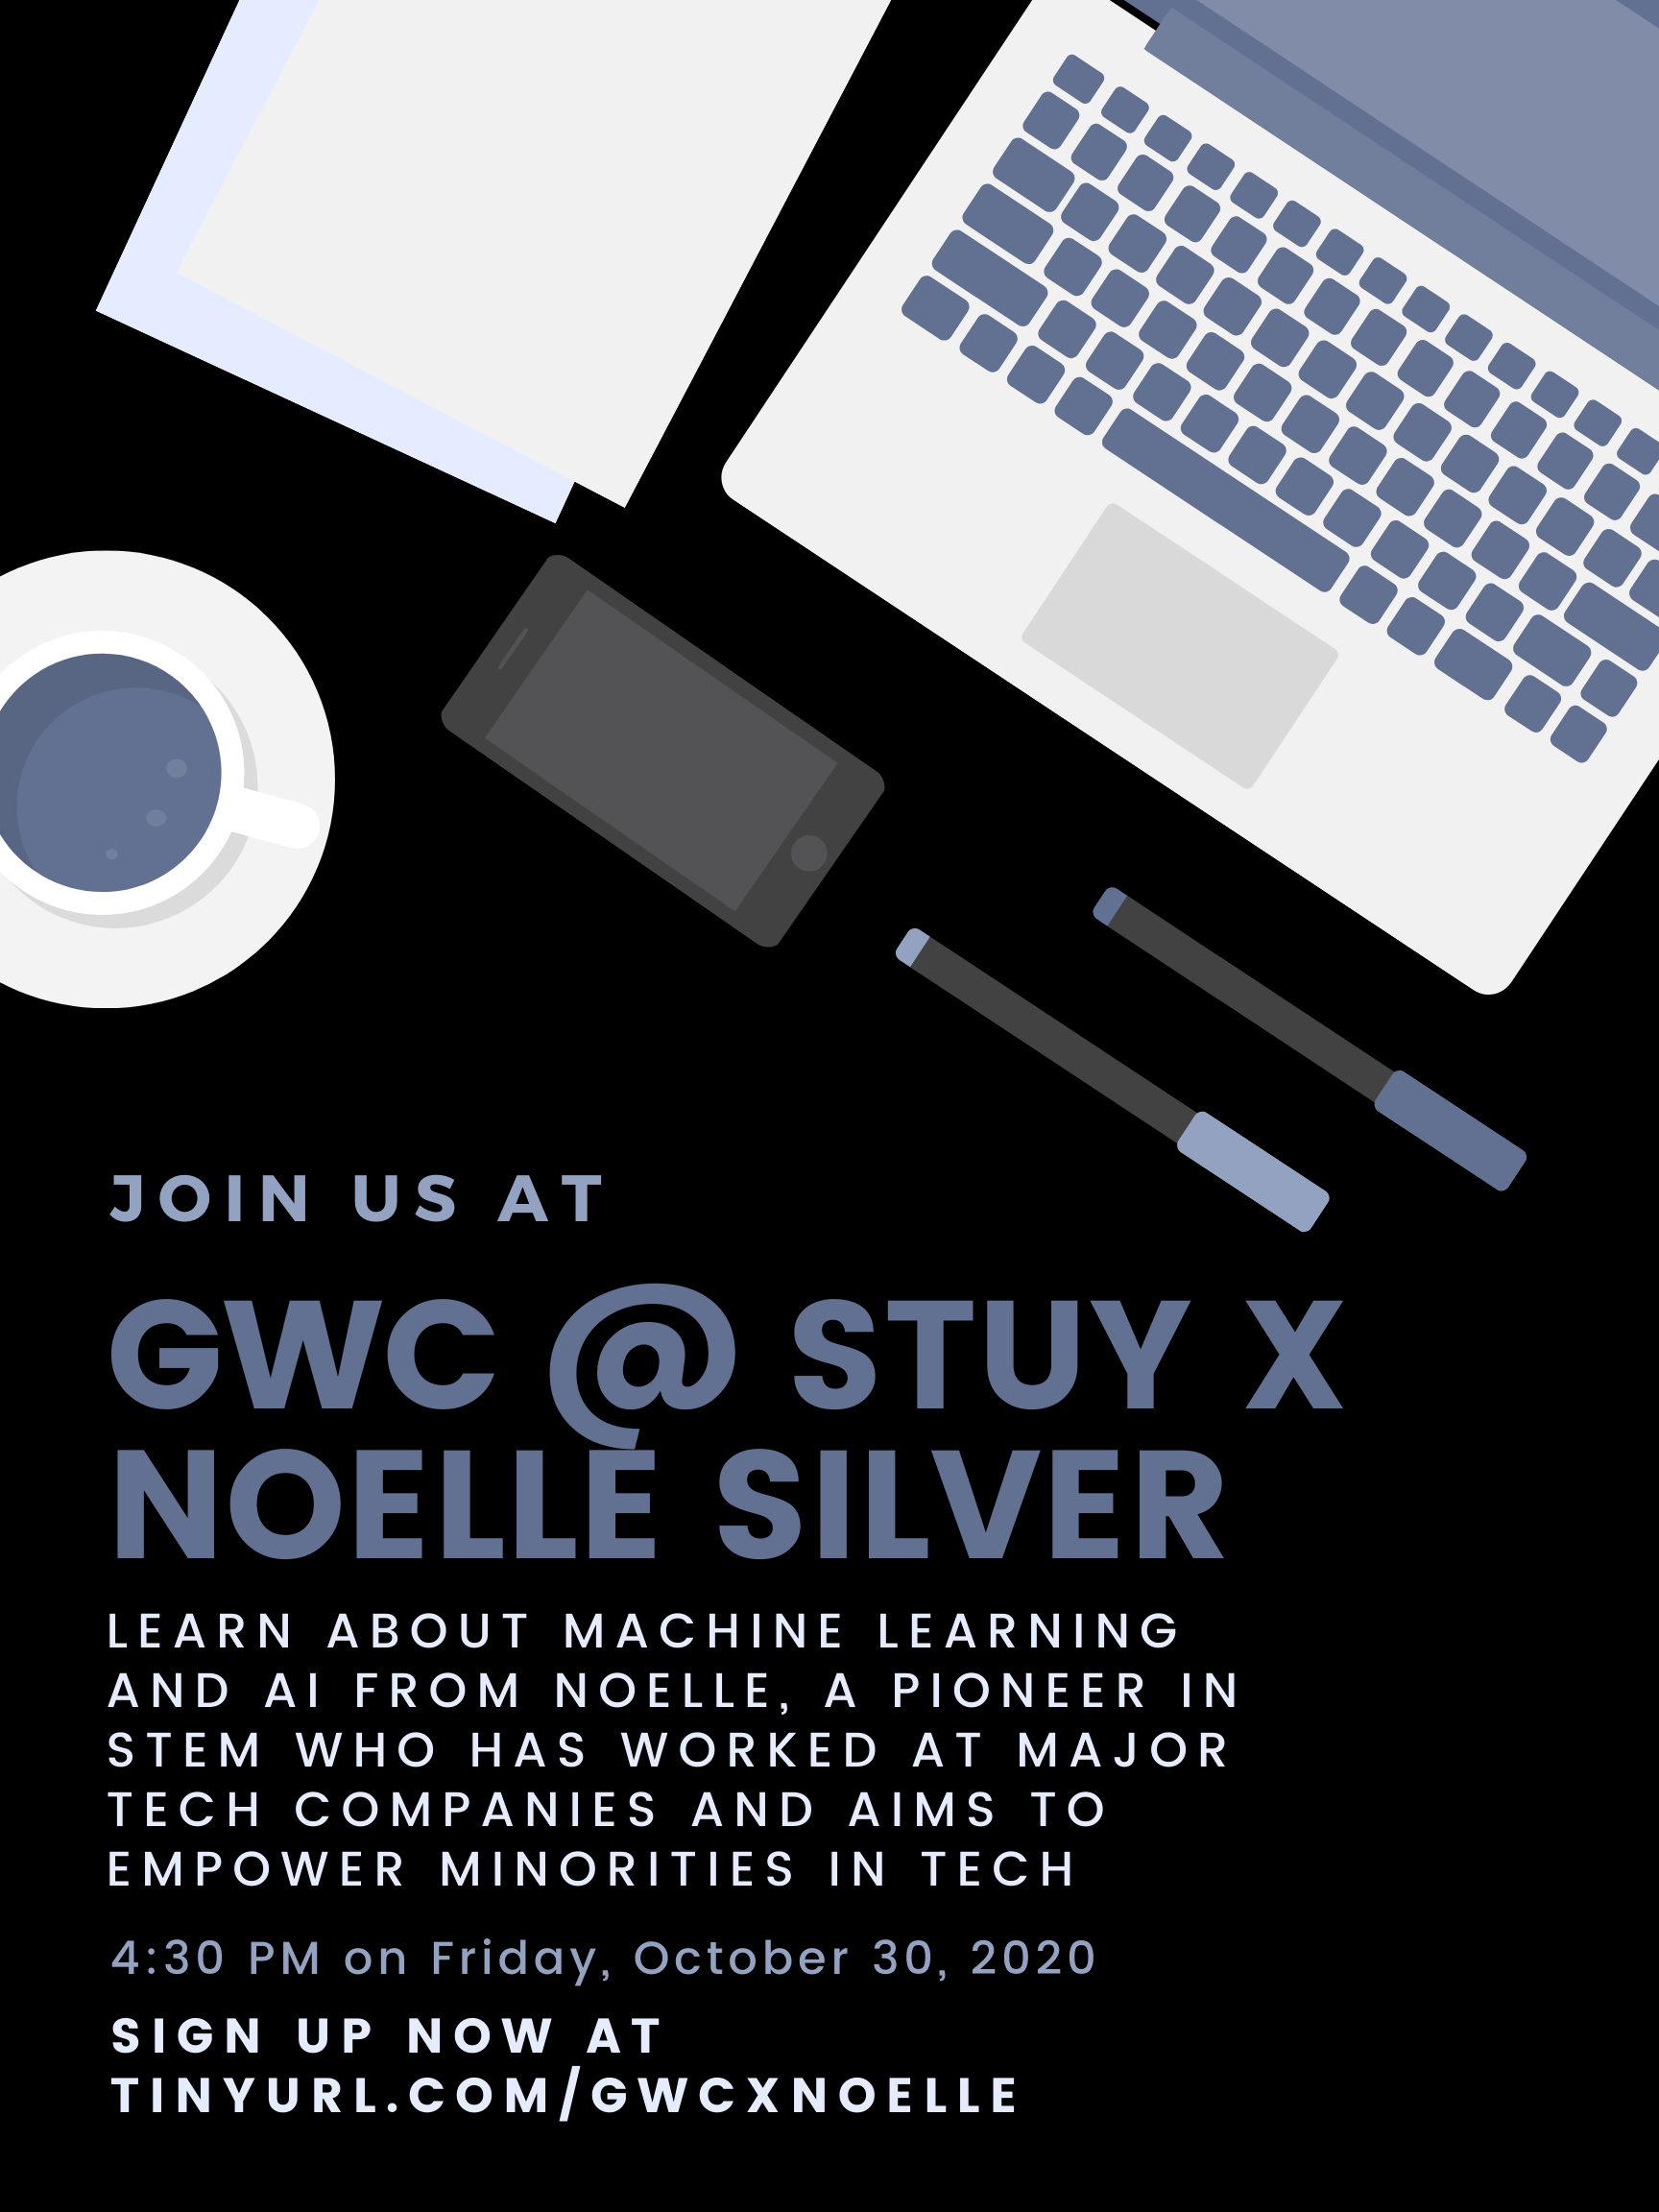 JOIN US AT
GWC @ STUY X
NOELLE SILVER
LEARN ABOUT MACHINE LEARNING
AND AI FROM NOELLE, A PIONEER IN
STEM WHO HAS WORKED AT MAJOR
TECH COMPANIES AND AIMS TO
EMPOWER MINORITIES IN TECH
4:30 PM on Friday, October 30, 2020
SIGN UP NOW AT
TINYURL.COM/GWCXNOELLE